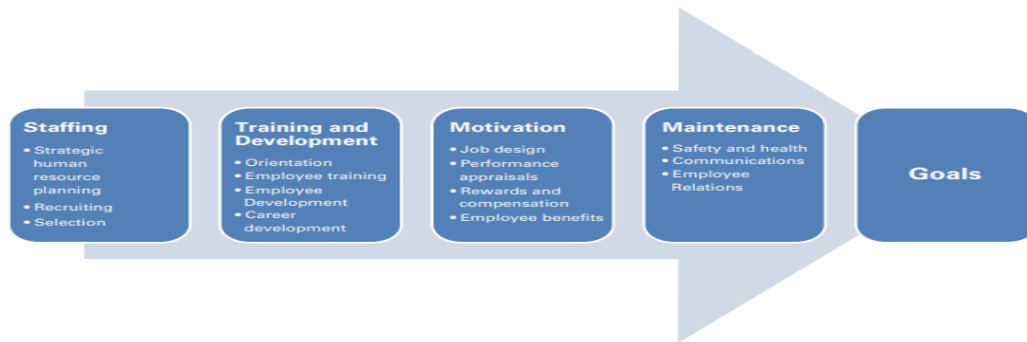 Staffing
• Strategic
human
resource
planning
• Recruiting
• Selection
Training and
Development
• Orientation
• Employee training
• Employee
Development
• Career
development
Motivation
• Job design
• Performance
appraisals
• Rewards and
compensation
• Employee benefits
Maintenance
• Safety and health
• Communications
• Employee
Relations
Goals